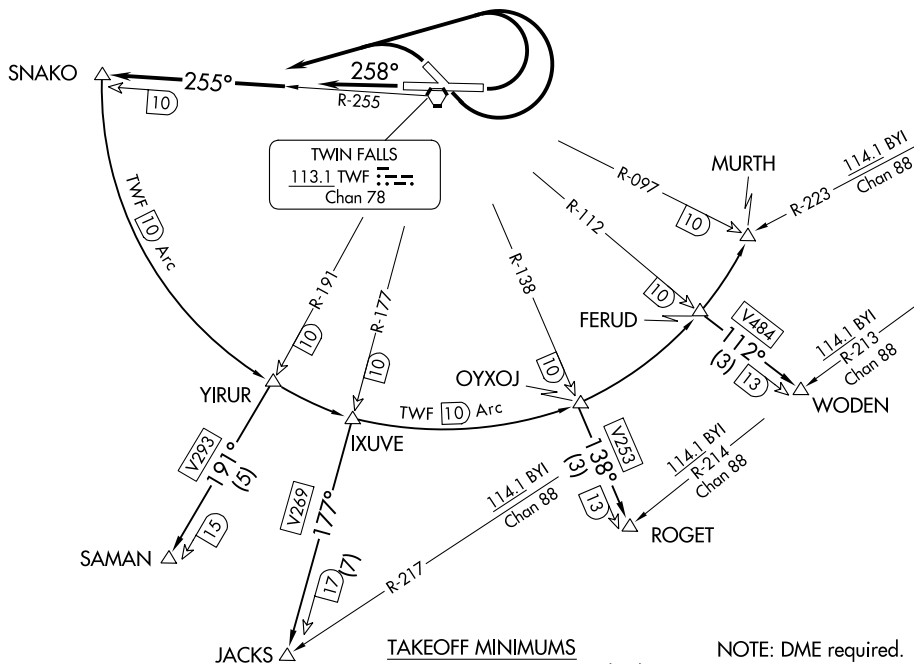 SNAKO
255°
258°
R-255
10
TWIN FALLS
113.1 TWF
Chan 78
MURTH
R-097
10
R-223
114.1 BYI
Chan 88
R-112
10
R-138
10
TWF 10 Arc
R-191
10
R-177
10
FERUD
V484
112°
(3)
13
114.1 BYI
R-213
Chan 88
WODEN
YIRUR
OYXOJ
IXUVE
TWF 10 Arc
V293
191°
(5)
15
SAMAN
V269
177°
17
(7)
JACKS
114.1 BYI
Chan 88
R-217
V253
138°
(3)
13
114.1 BYI
R-214
Chan 88
ROGET
TAKEOFF MINIMUMS
NOTE: DME required.